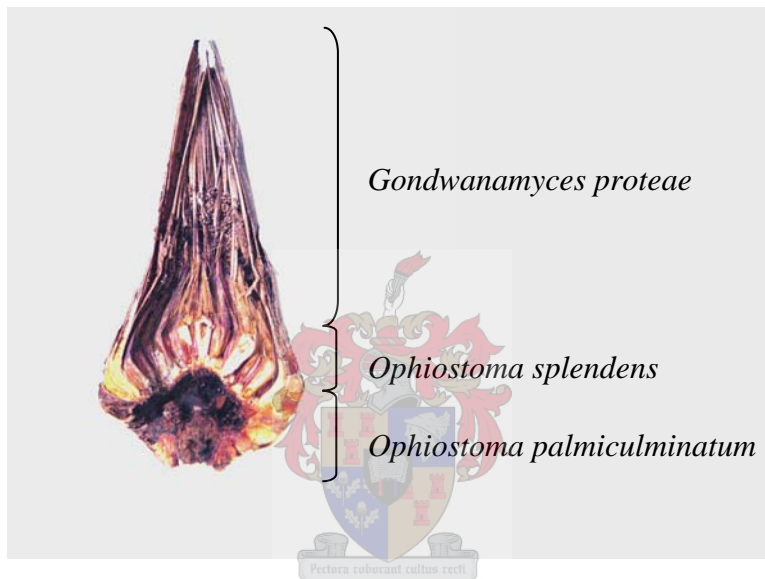 Gondwanamyces proteae
Ophiostoma splendens
Ophiostoma palmiculminatum
Pectora roborant cultus recti